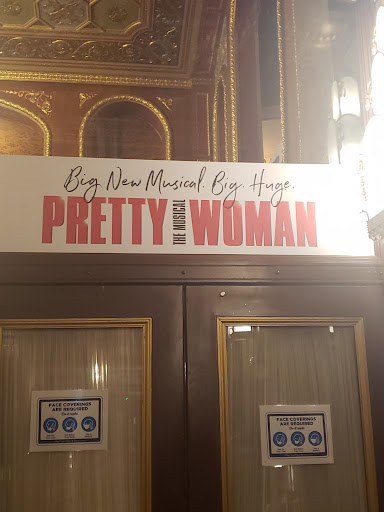 Big New Musical. Big. Huge.
PRETTY THE MUSICAL WOMAN
FACE COVERINGS
ARE REQUIRED
FACE COVERINGS
ARE REQUIRED